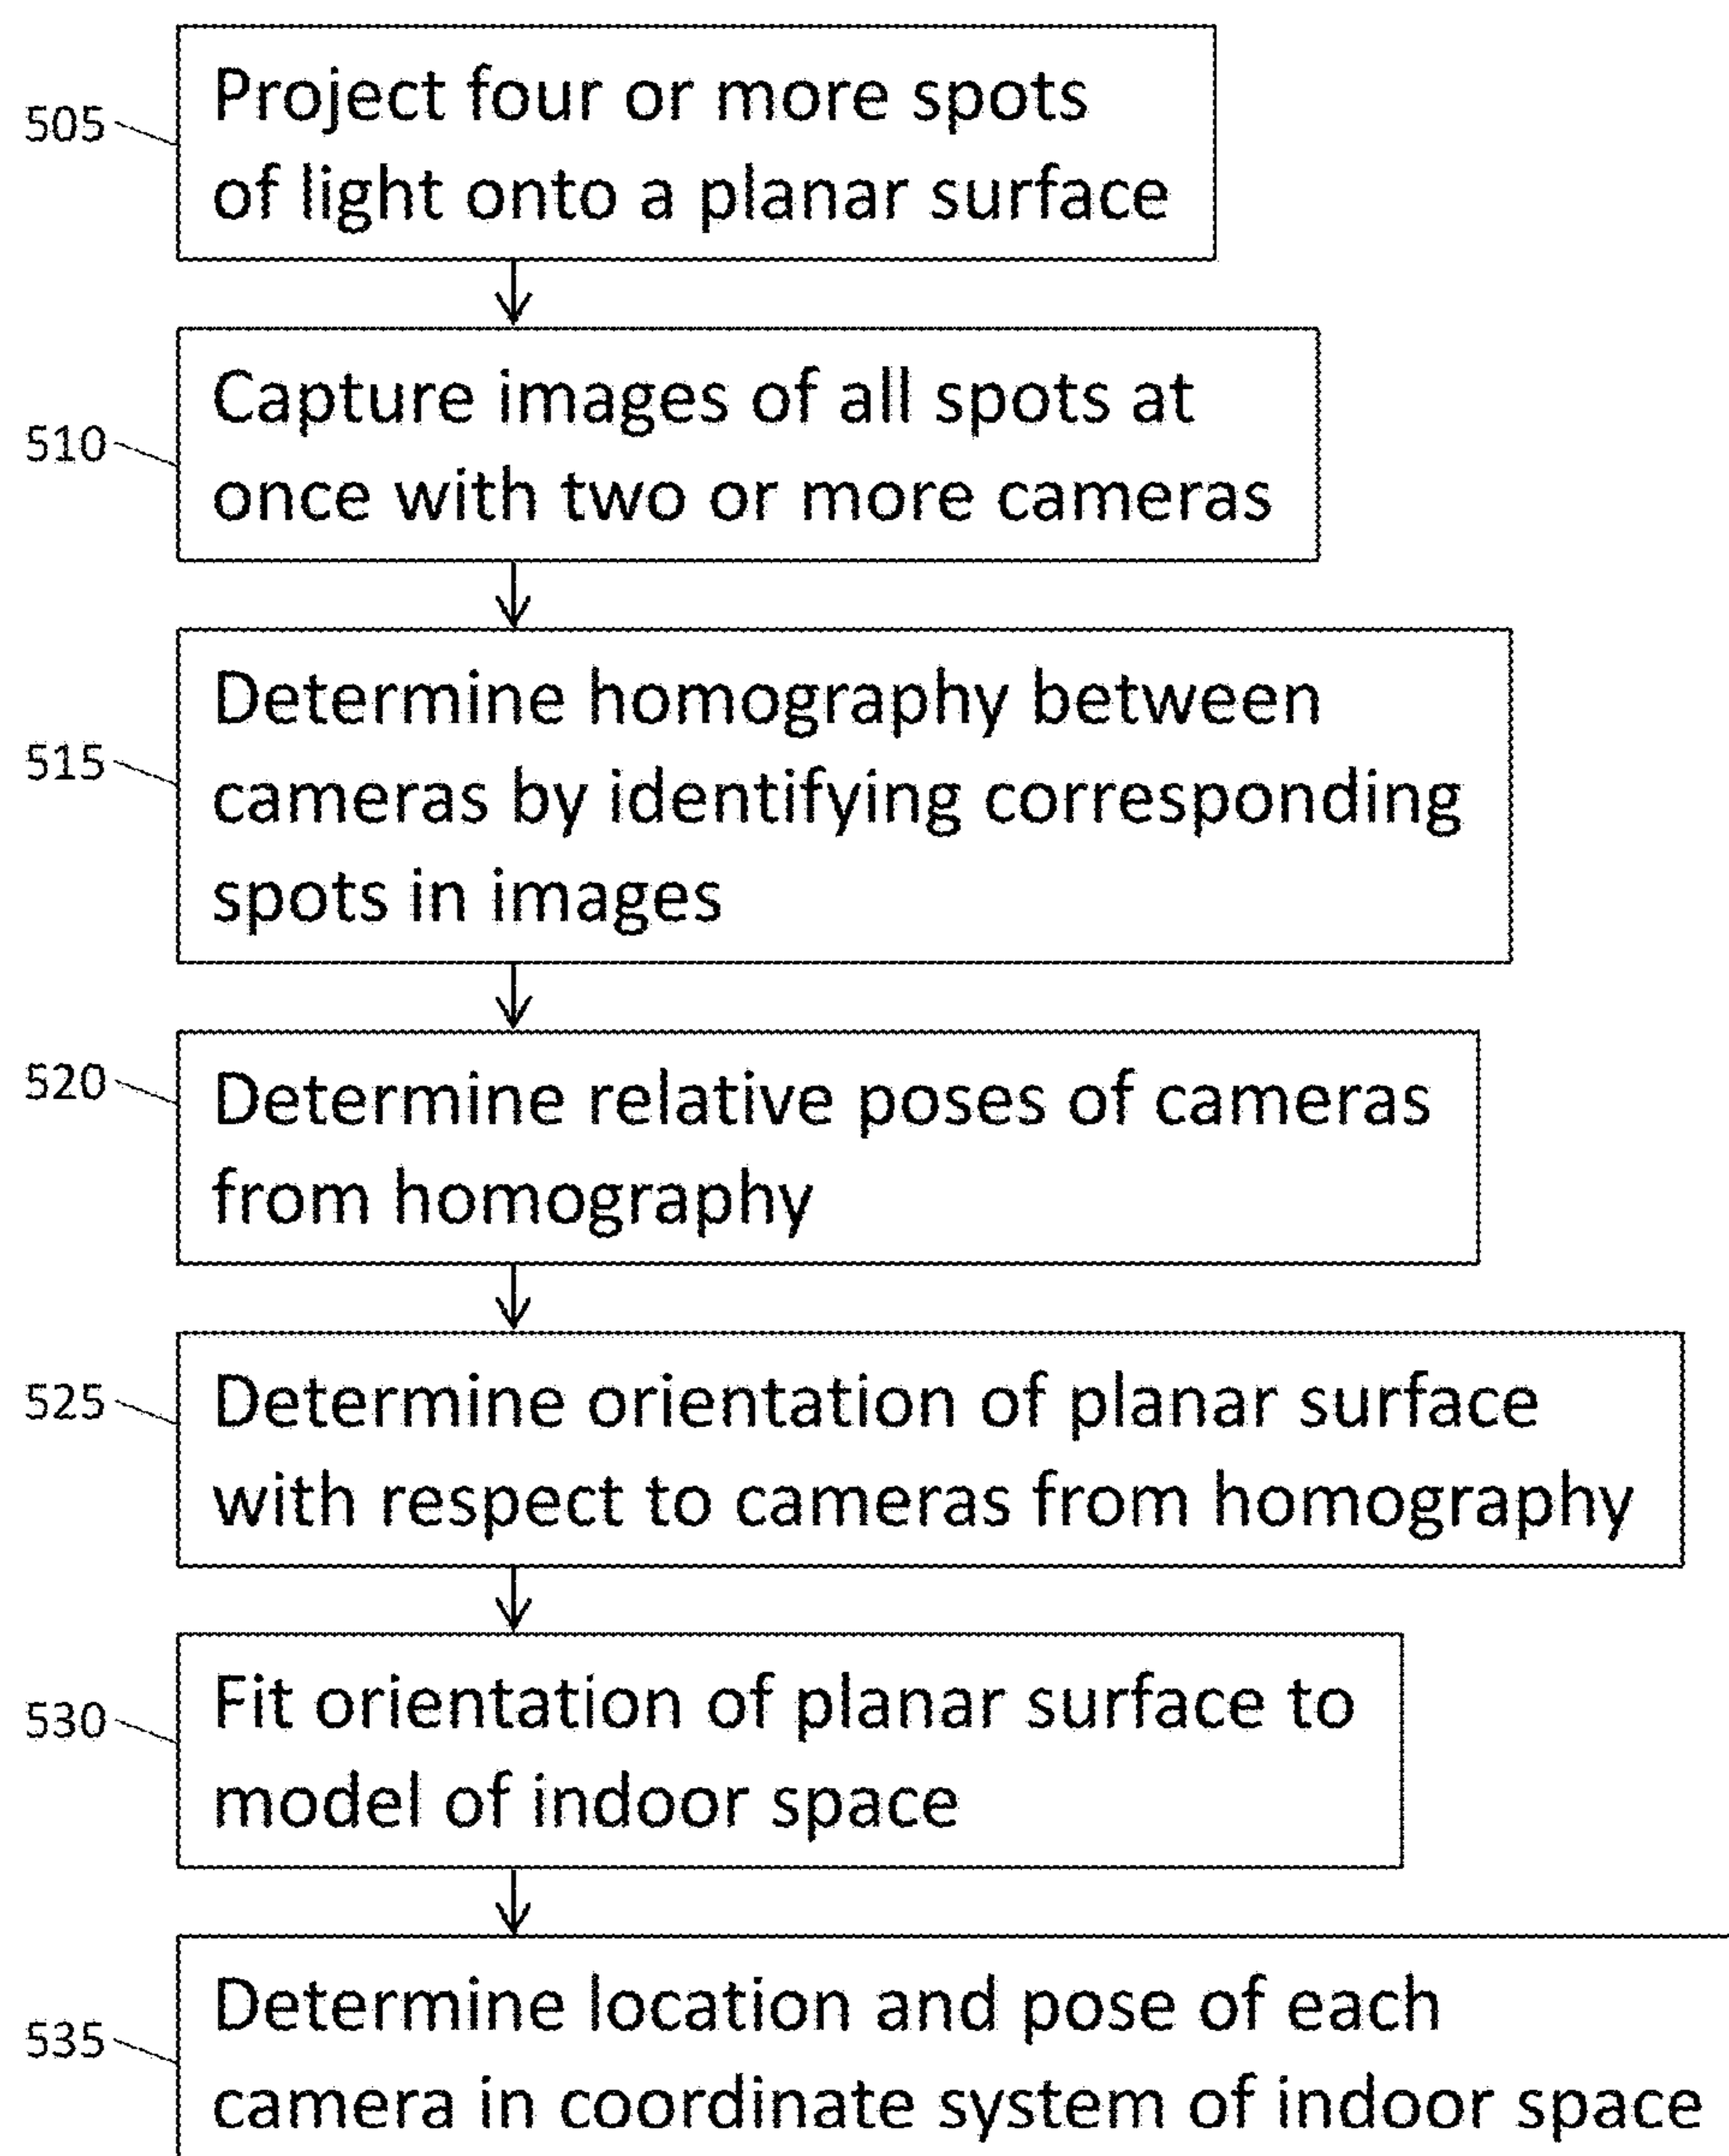 505
Project four or more spots
of light onto a planar surface
510
Capture images of all spots at
once with two or more cameras
515
Determine homography between
cameras by identifying corresponding
spots in images
520
Determine relative poses of cameras
from homography
525
Determine orientation of planar surface
with respect to cameras from homography
530
Fit orientation of planar surface to
model of indoor space
535
Determine location and pose of each
camera in coordinate system of indoor space